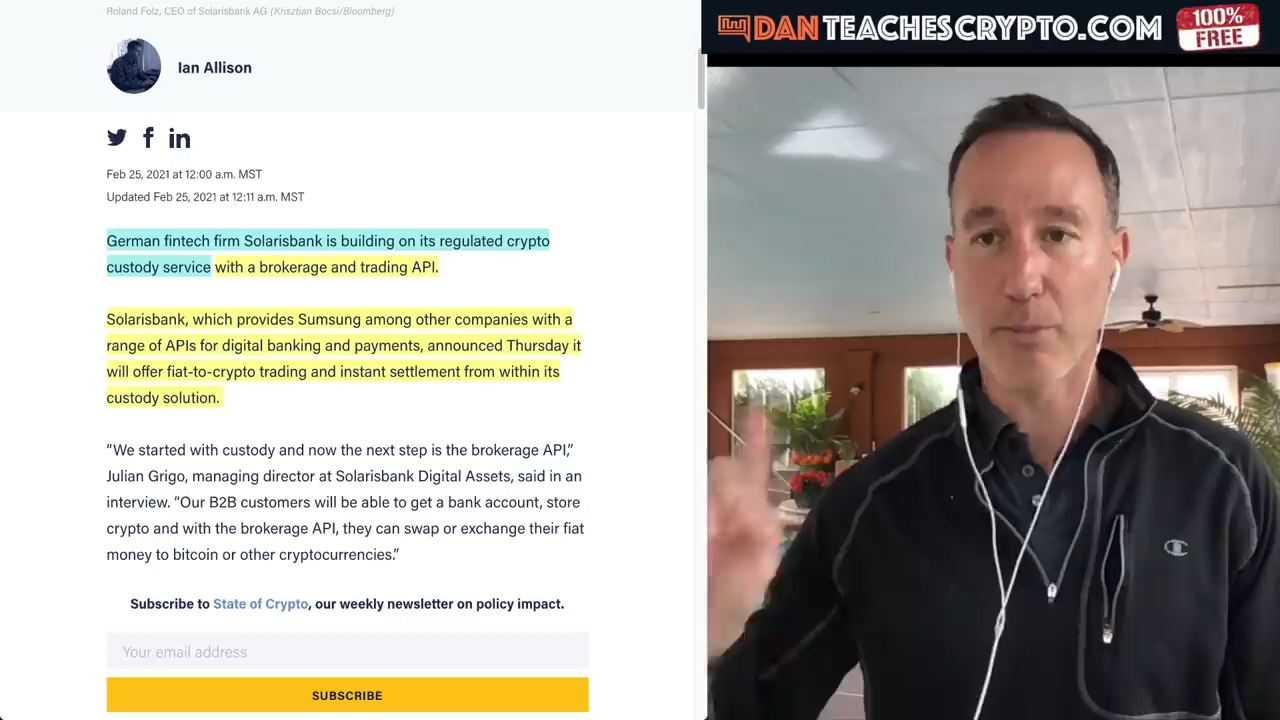 Roland Folz, CEO of Solarisbank AG (Krisztian Bocsi/Bloomberg)
Ian Allison
Feb 25, 2021 at 12:00 a.m. MST
Updated Feb 25, 2021 at 12:11 a.m. MST
German fintech firm Solarisbank is building on its regulated crypto
custody service with a brokerage and trading API.
Solarisbank, which provides Sumsung among other companies with a
range of APIs for digital banking and payments, announced Thursday it
will offer fiat-to-crypto trading and instant settlement from within its
custody solution.
“We started with custody and now the next step is the brokerage API,”
Julian Grigo, managing director at Solarisbank Digital Assets, said in an
interview. “Our B2B customers will be able to get a bank account, store
crypto and with the brokerage API, they can swap or exchange their fiat
money to bitcoin or other cryptocurrencies.”
Subscribe to State of Crypto, our weekly newsletter on policy impact.
Your email address
SUBSCRIBE
DANTEACHESCRYPTO.COM
100%
FREE